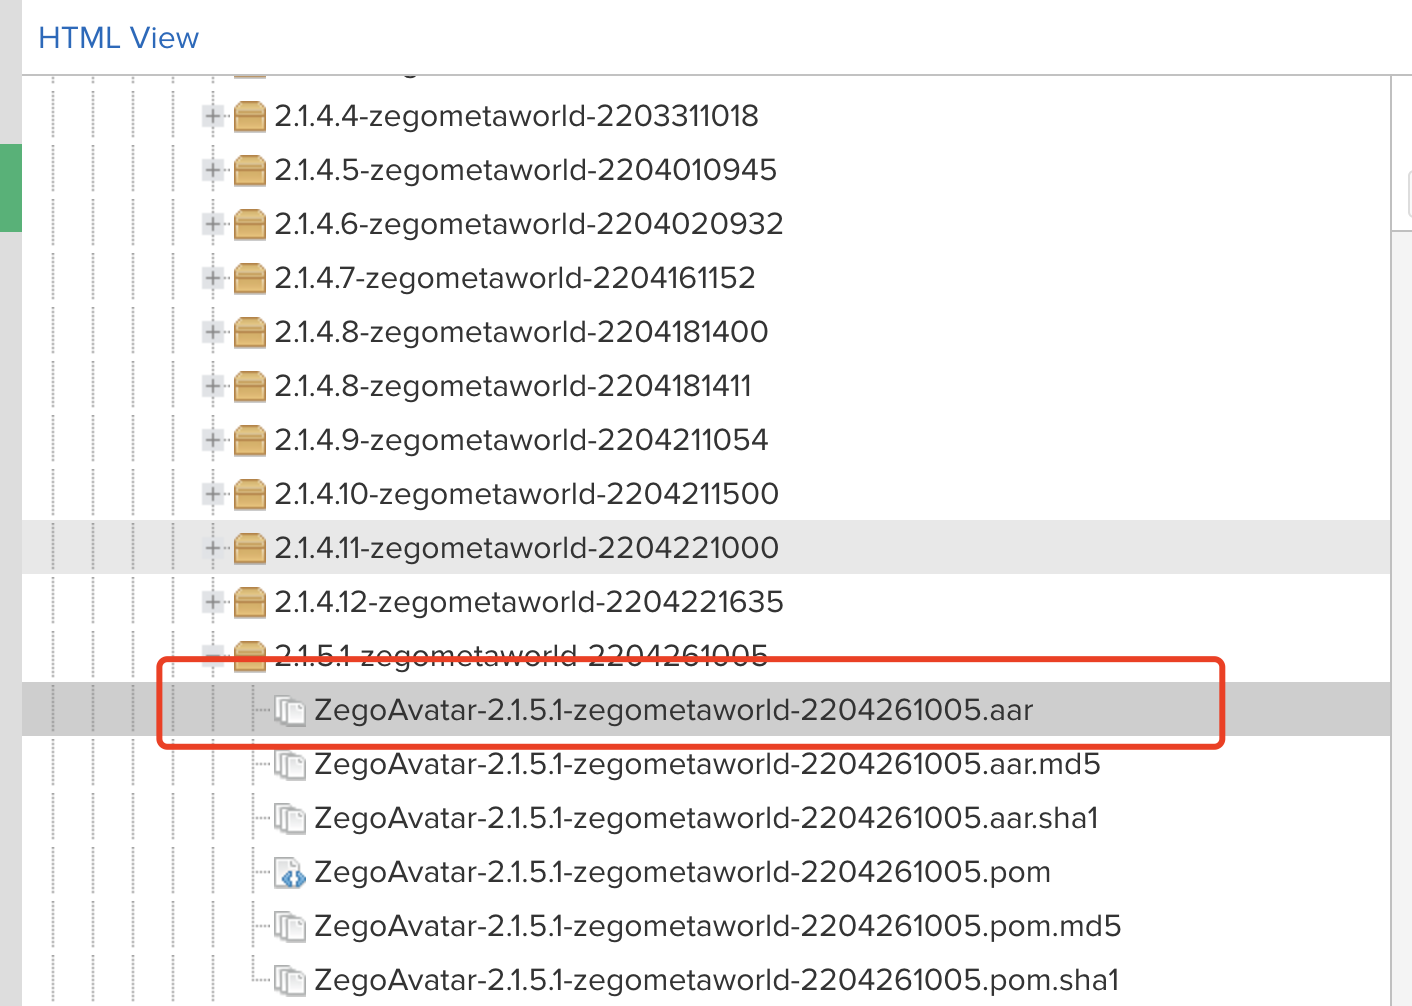 HTML View
2.1.4.4-zegometaworld-2203311018
2.1.4.5-zegometaworld-2204010945
2.1.4.6-zegometaworld-2204020932
2.1.4.7-zegometaworld-2204161152
2.1.4.8-zegometaworld-2204181400
2.1.4.8-zegometaworld-2204181411
2.1.4.9-zegometaworld-2204211054
2.1.4.10-zegometaworld-2204211500
2.1.4.11-zegometaworld-2204221000
2.1.4.12-zegometaworld-2204221635
2.1.5.1-zegometaworld-2204261005
ZegoAvatar-2.1.5.1-zegometaworld-2204261005.aar
ZegoAvatar-2.1.5.1-zegometaworld-2204261005.aar.md5
ZegoAvatar-2.1.5.1-zegometaworld-2204261005.aar.sha1
ZegoAvatar-2.1.5.1-zegometaworld-2204261005.pom
ZegoAvatar-2.1.5.1-zegometaworld-2204261005.pom.md5
ZegoAvatar-2.1.5.1-zegometaworld-2204261005.pom.sha1